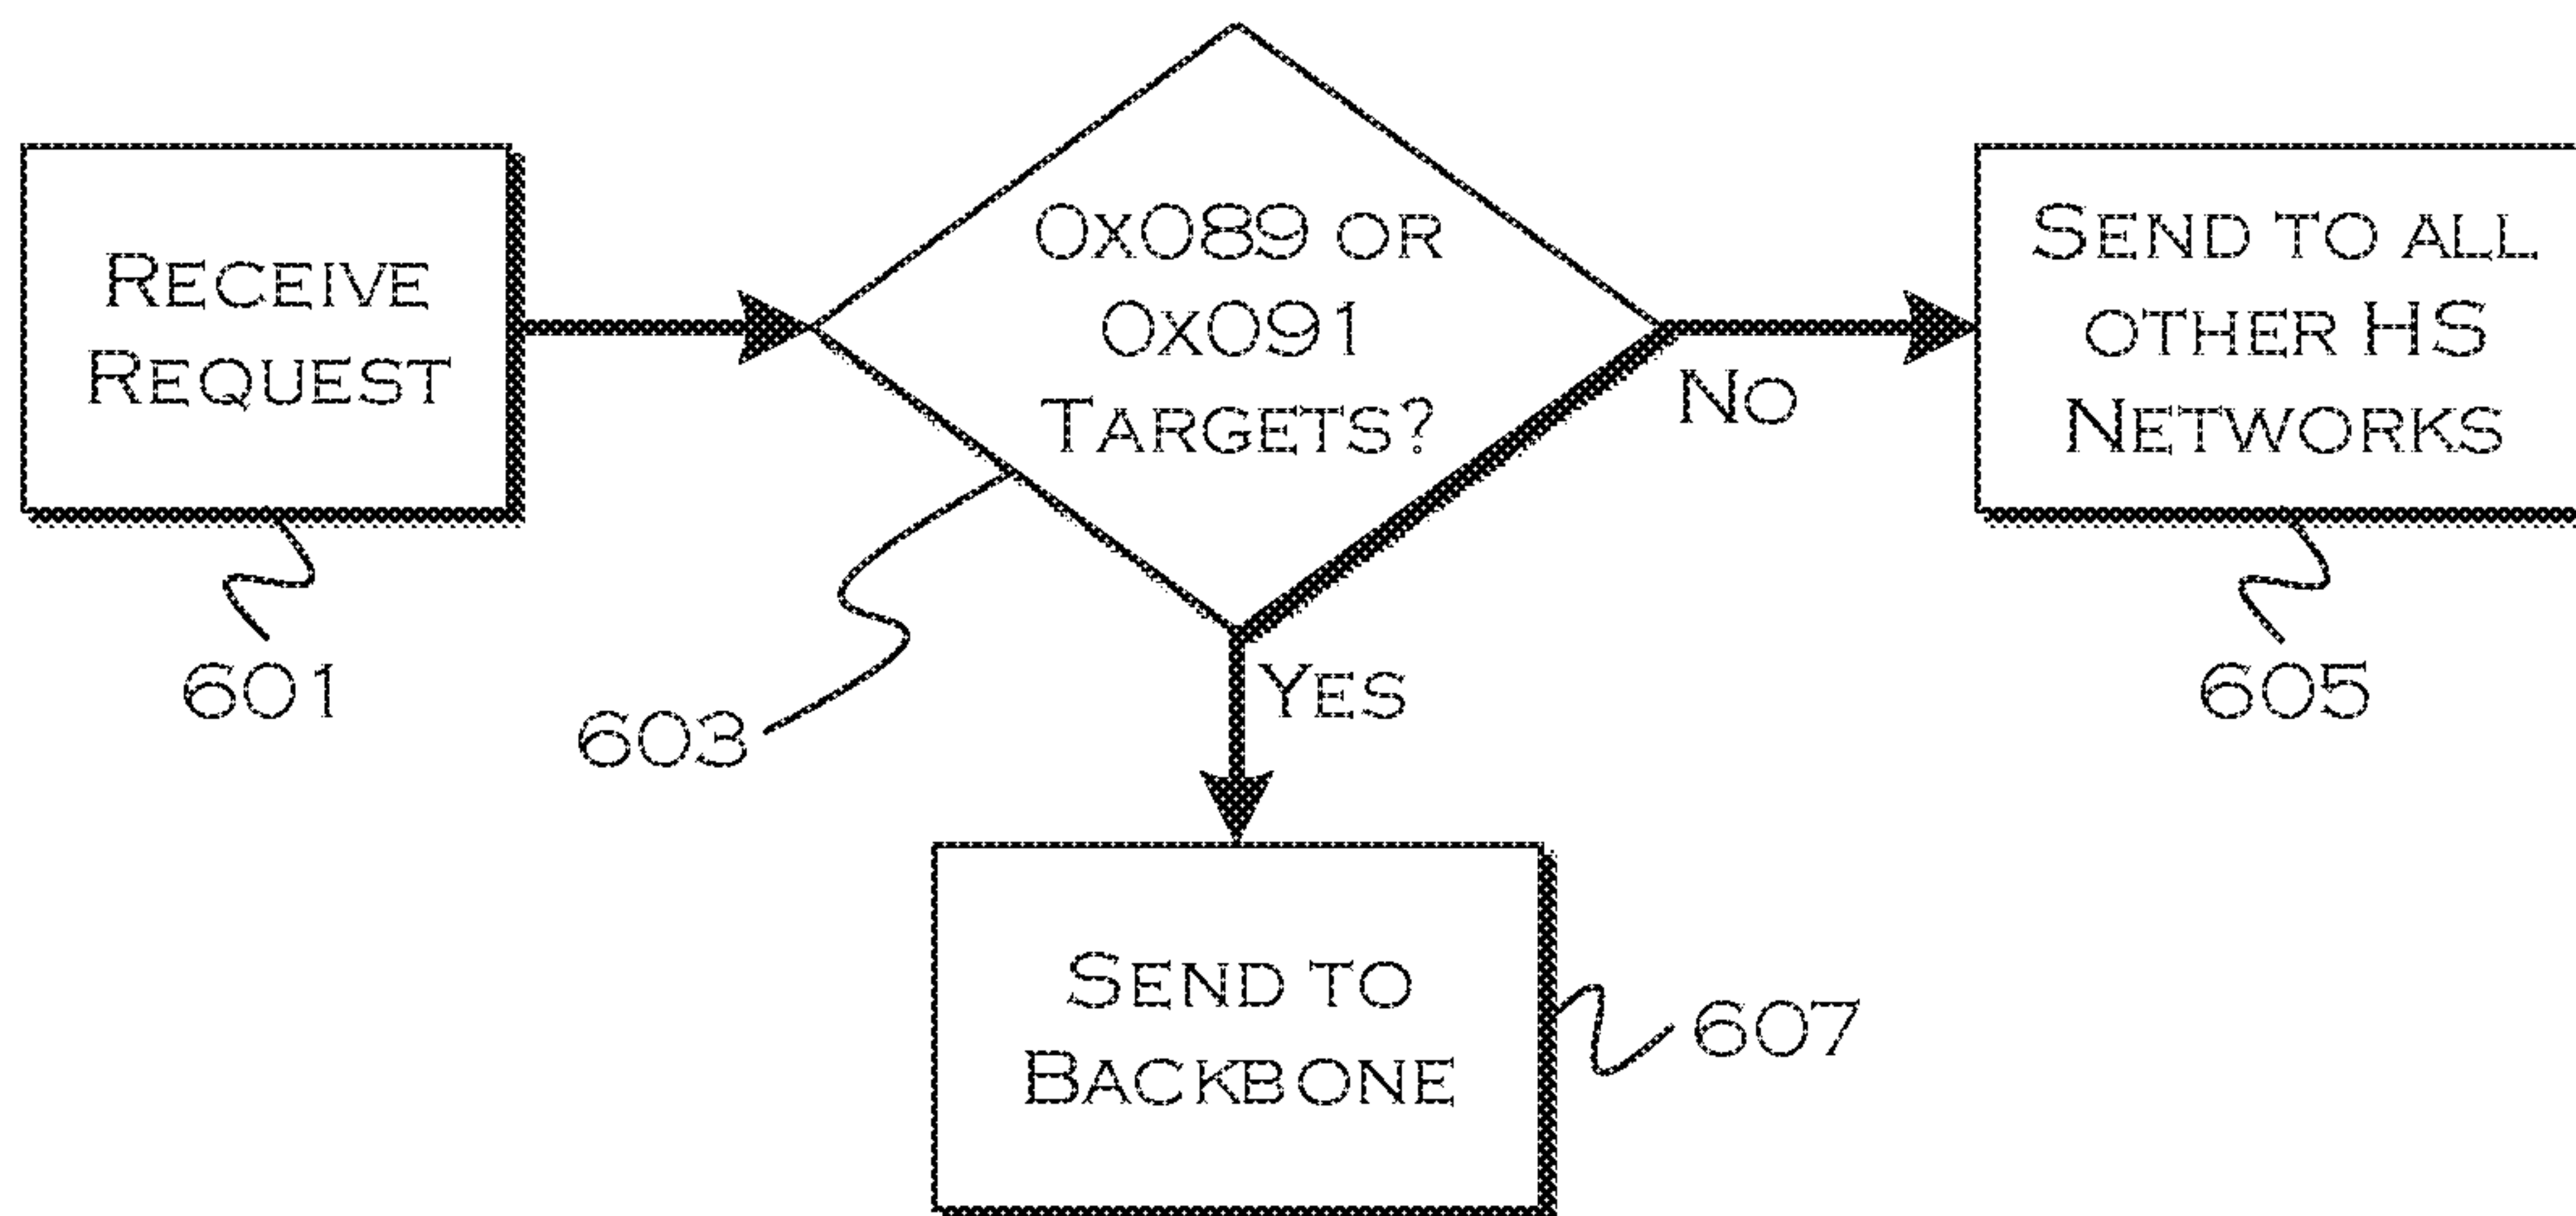 RECEIVE
REQUEST
601
0X089 OR
0X091
TARGETS?
603
NO
SEND TO ALL
OTHER HS
NETWORKS
605
YES
SEND TO
BACKBONE
607